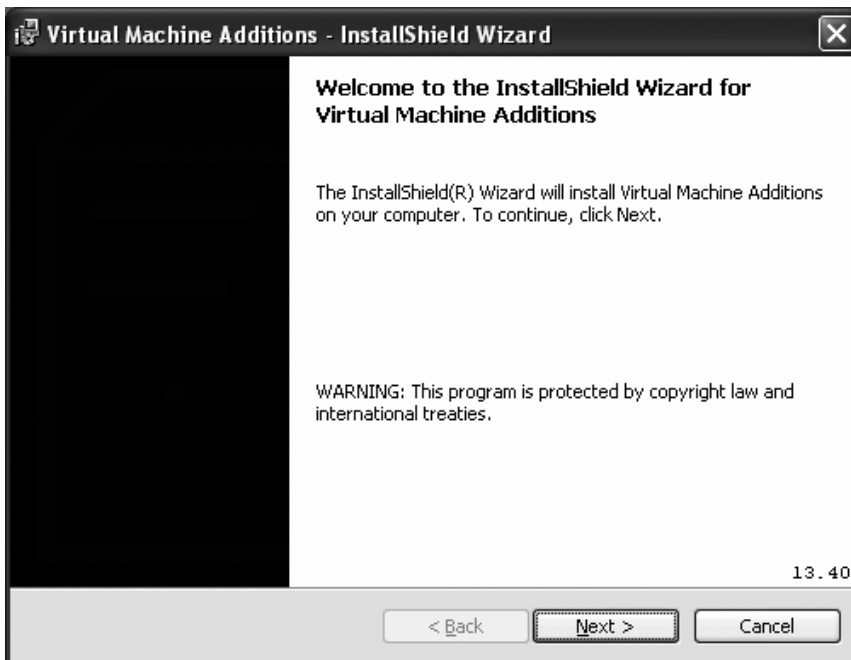 Virtual Machine Additions - InstallShield Wizard
Welcome to the InstallShield Wizard for
Virtual Machine Additions
The InstallShield(R) Wizard will install Virtual Machine Additions
on your computer. To continue, click Next.
WARNING: This program is protected by copyright law and
international treaties.
13.40
< Back
Next >
Cancel